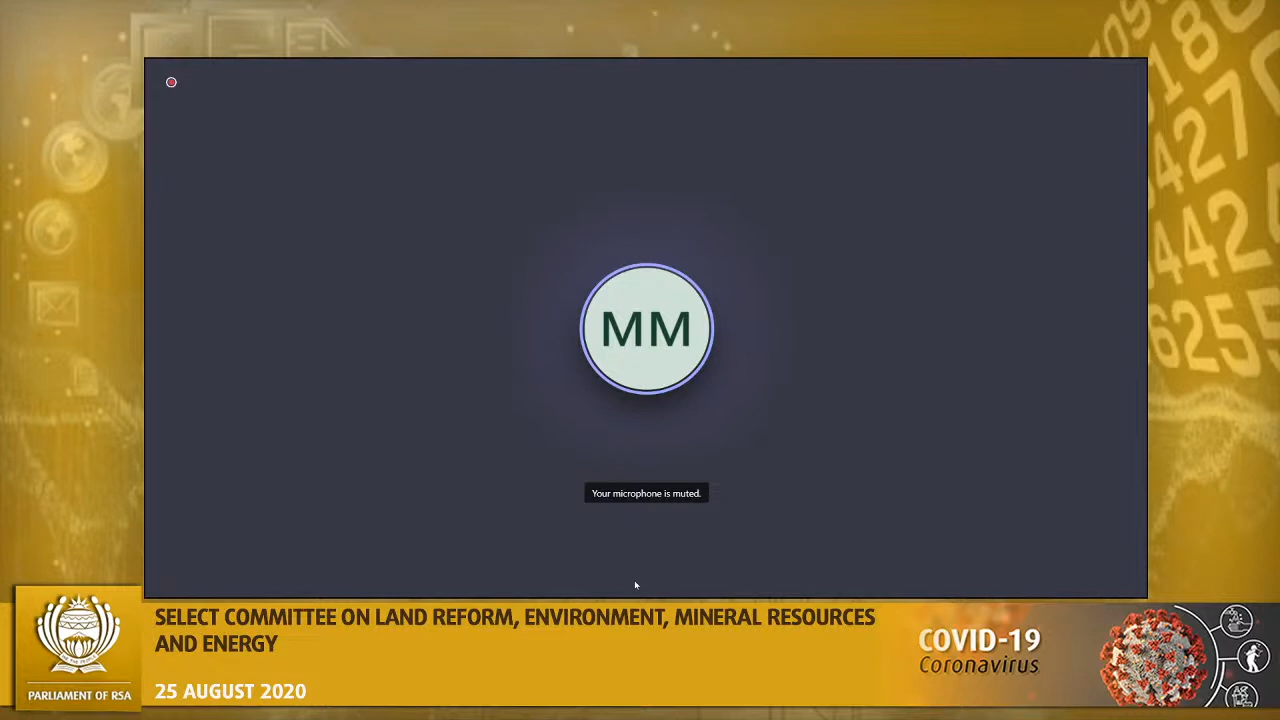 MM
Your microphone is muted.
SELECT COMMITTEE ON LAND REFORM, ENVIRONMENT, MINERAL RESOURCES
AND ENERGY
25 AUGUST 2020
PARLIAMENT OF RSA
COVID-19
Coronavirus
6255